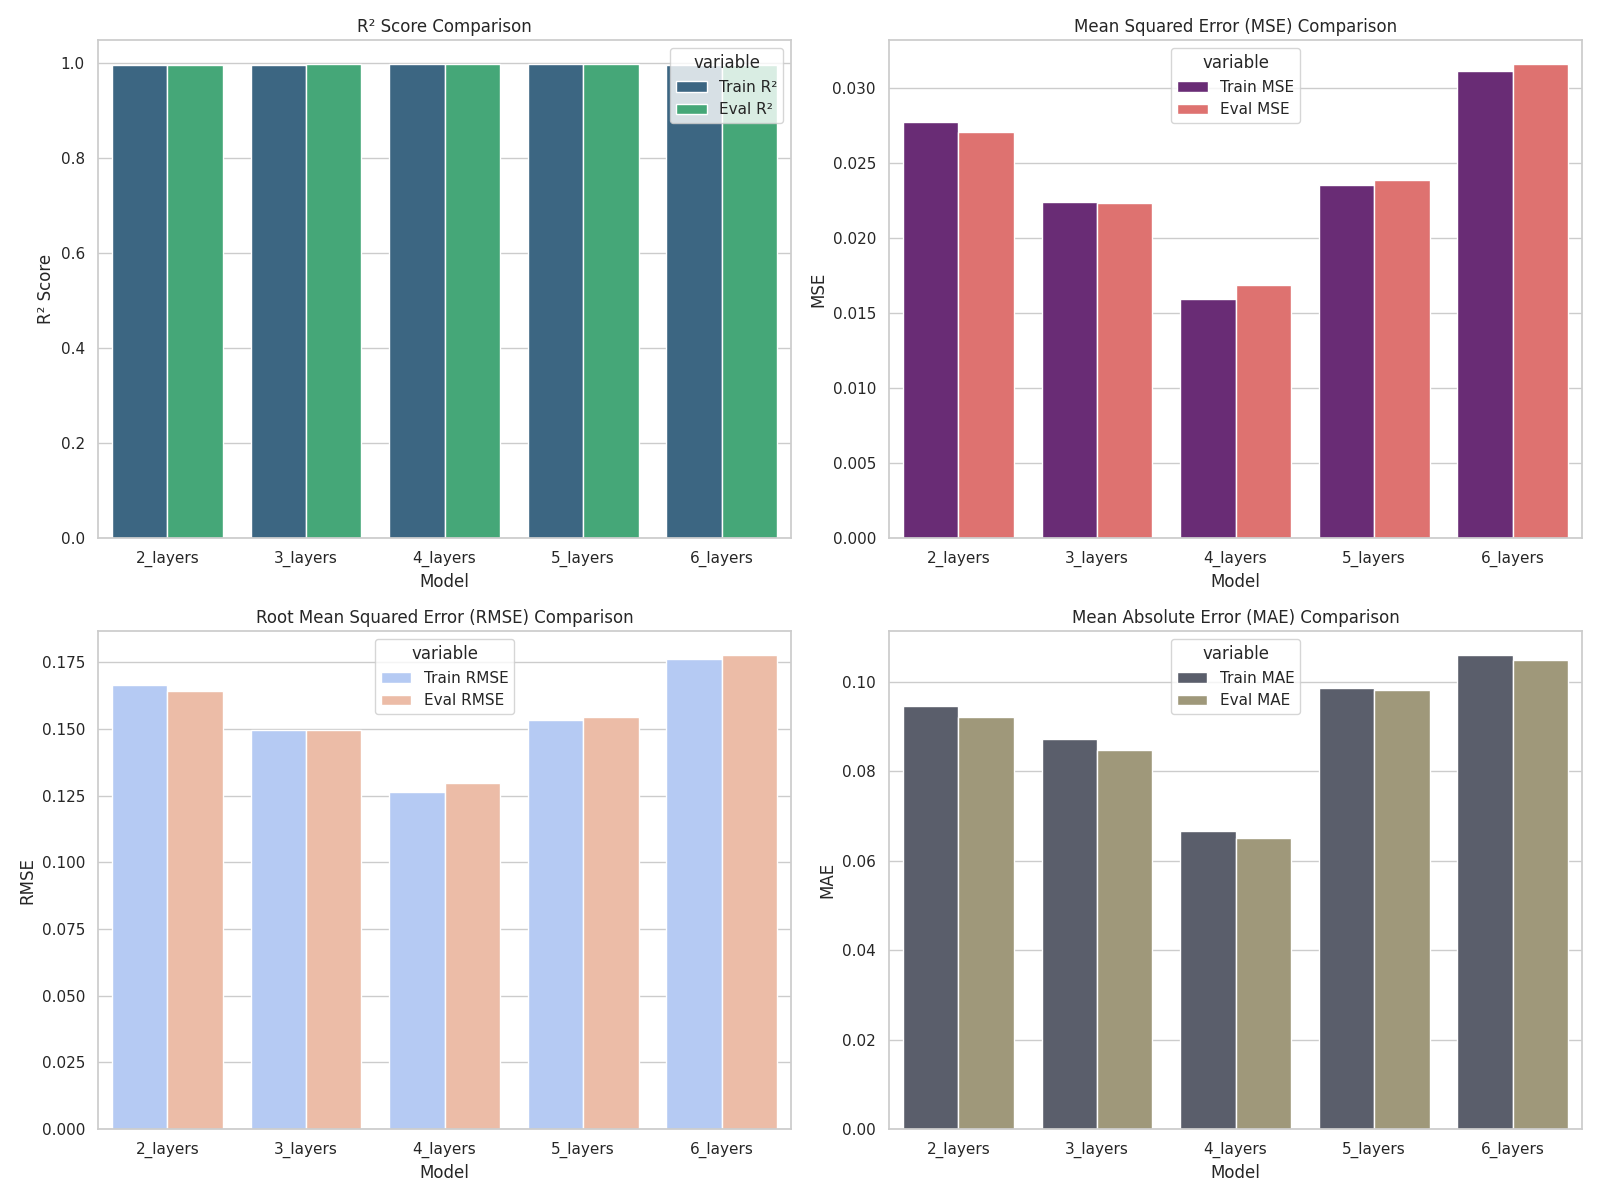 R² Score Comparison
variable
Train R²
Eval R²
1.0
0.8
0.6
0.4
0.2
0.0
R² Score
2_layers
3_layers
4_layers
5_layers
6_layers
Model
Mean Squared Error (MSE) Comparison
variable
Train MSE
Eval MSE
0.030
0.025
0.020
0.015
0.010
0.005
0.000
MSE
2_layers
3_layers
4_layers
5_layers
6_layers
Model
Root Mean Squared Error (RMSE) Comparison
variable
Train RMSE
Eval RMSE
0.175
0.150
0.125
0.100
0.075
0.050
0.025
0.000
RMSE
2_layers
3_layers
4_layers
5_layers
6_layers
Model
Mean Absolute Error (MAE) Comparison
variable
Train MAE
Eval MAE
0.10
0.08
0.06
0.04
0.02
0.00
MAE
2_layers
3_layers
4_layers
5_layers
6_layers
Model